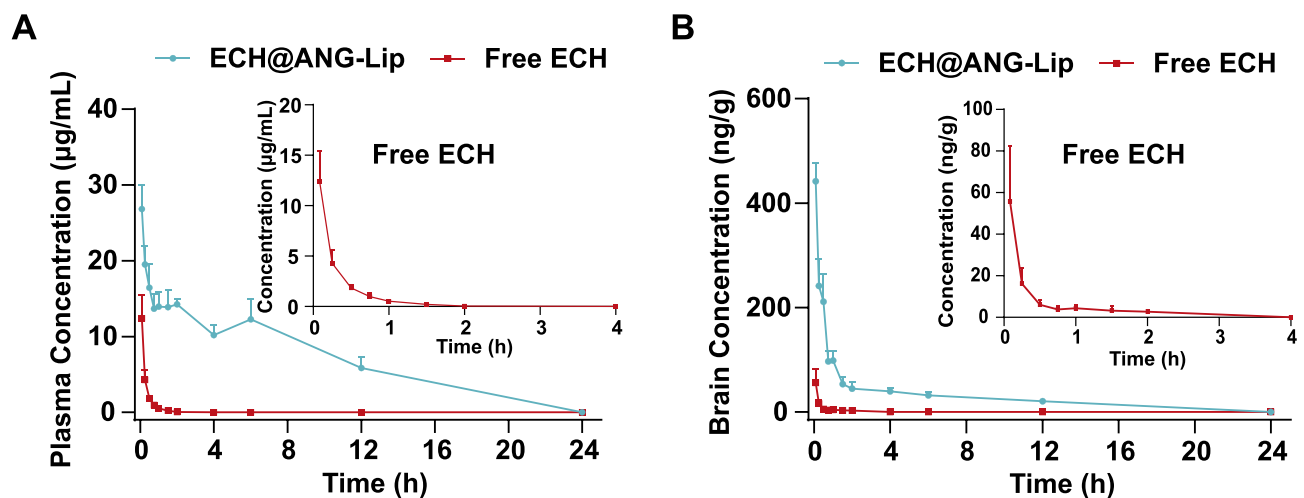 A
ECH@ANG-Lip
Free ECH
Plasma Concentration (µg/mL)
40
30
20
10
0
0
4
8
12
16
20
24
Time (h)
Concentration (µg/mL)
20
15
10
5
0
Free ECH
0
1
2
3
4
Time (h)
B
ECH@ANG-Lip
Free ECH
Brain Concentration (ng/g)
600
400
200
0
0
4
8
12
16
20
24
Time (h)
Concentration (ng/g)
100
80
60
40
20
0
Free ECH
0
1
2
3
4
Time (h)